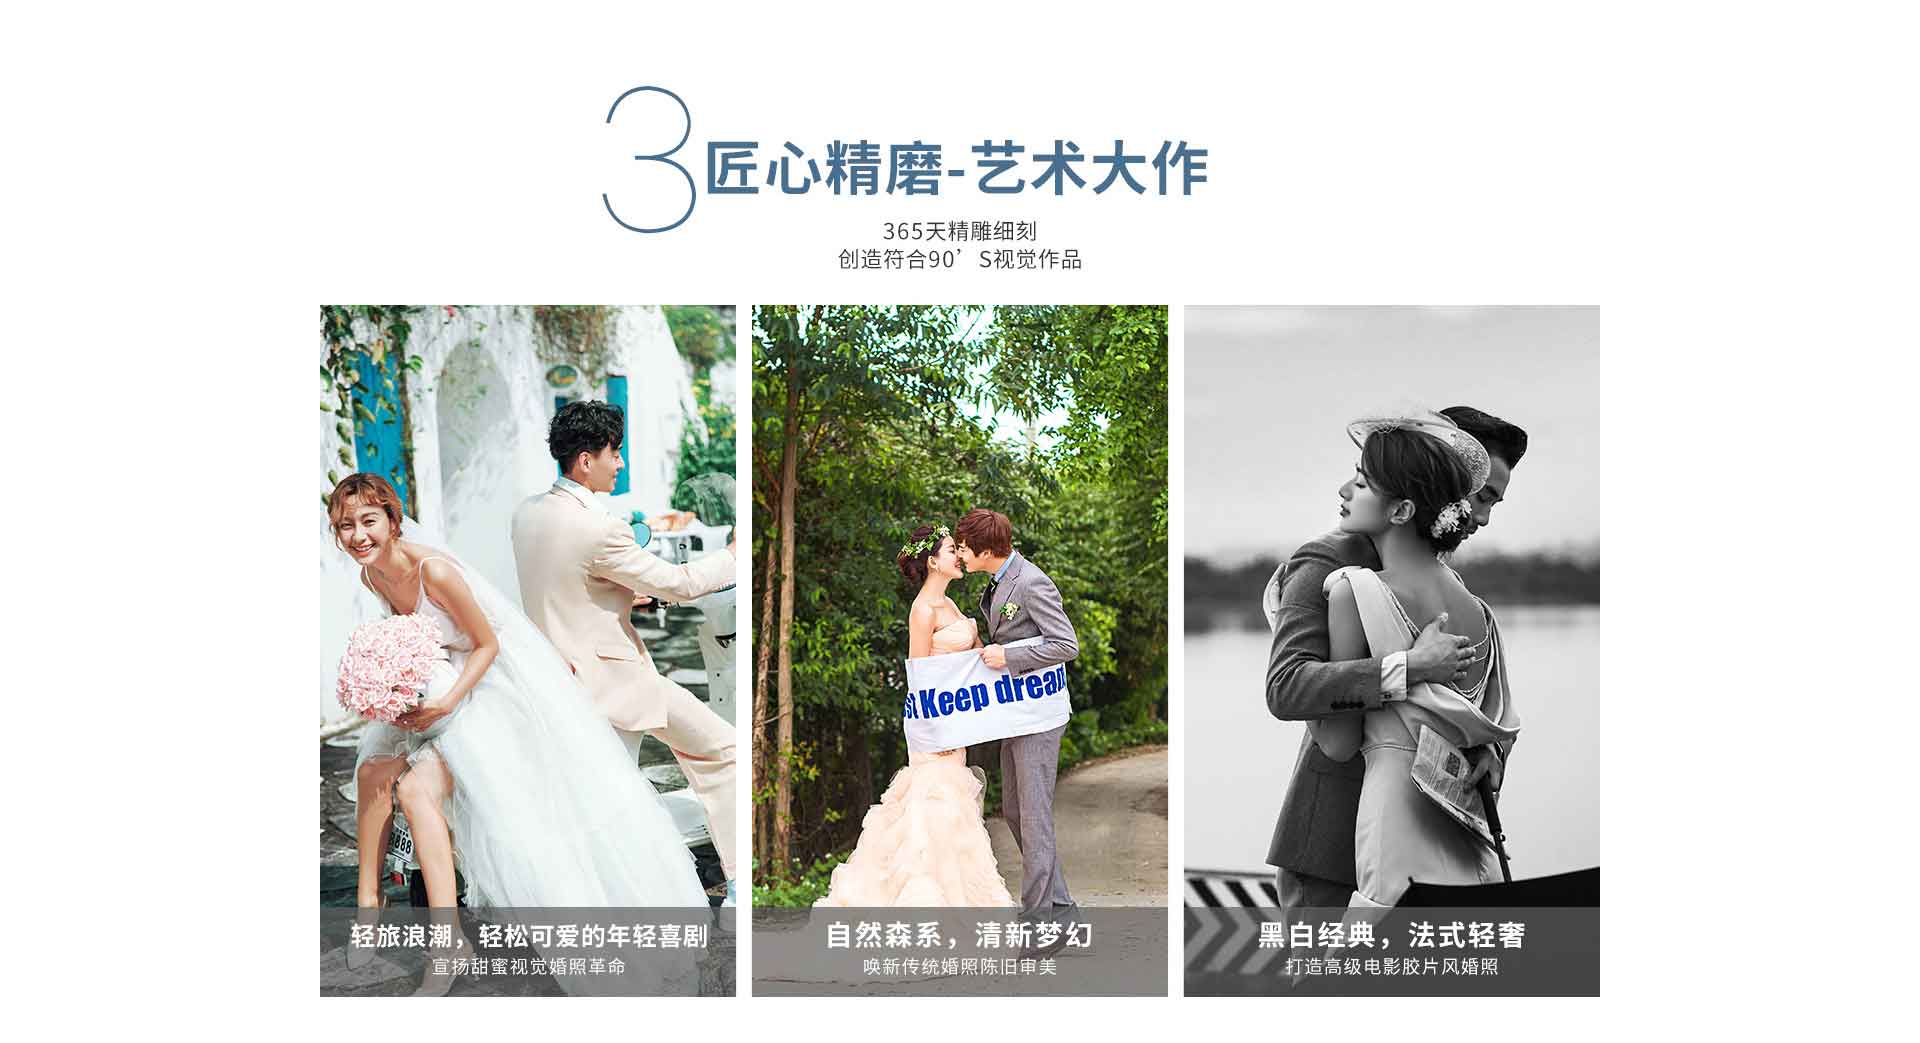 3 匠心精磨-艺术大作
365天精雕细刻
创造符合90’S视觉作品
888
Keep drea
轻旅浪潮，轻松可爱的年轻喜剧
宣扬甜蜜视觉婚照革命
自然森系，清新梦幻
唤新传统婚照陈旧审美
黑白经典，法式轻奢
打造高级电影胶片风婚照